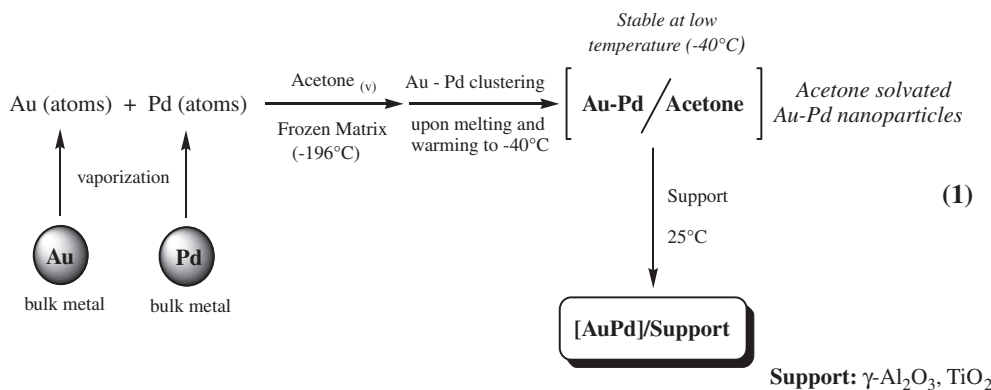 Stable at low
temperature (-40°C)
Au (atoms) + Pd (atoms)
Acetone (v)
Frozen Matrix
(-196°C)
Au - Pd clustering
upon melting and
warming to -40°C
[ Au-Pd / Acetone ]
Acetone solvated
Au-Pd nanoparticles
vaporization
Au
bulk metal
Pd
bulk metal
Support
25°C
(1)
[AuPd]/Support
Support: γ-Al₂O₃, TiO₂